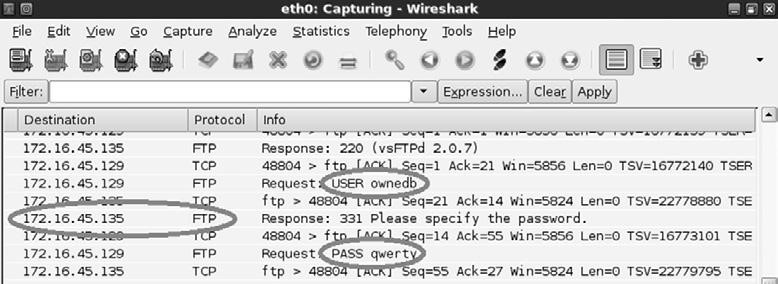 eth0: Capturing - Wireshark
File Edit View Go Capture Analyze Statistics Telephony Tools Help
Filter: Expression... Clear Apply
Destination Protocol Info
172.16.45.129 TCP 48804 > ftp [ACK] Seq=1 Ack=1 Len=0
172.16.45.135 FTP Response: 220 (vsFTPd 2.0.7)
172.16.45.129 TCP 48804 > ftp [ACK] Seq=1 Ack=21 Win=5856 Len=0 TSV=16772140 TSER
172.16.45.129 FTP Request: USER ownedb
172.16.45.135 TCP ftp > 48804 [ACK] Seq=21 Ack=14 Win=5824 Len=0 TSV=22778880 TSE
172.16.45.135 FTP Response: 331 Please specify the password.
172.16.45.129 TCP 48804 > ftp [ACK] Seq=14 Ack=55 Win=5856 Len=0 TSV=16773101 TSE
172.16.45.129 FTP Request: PASS qwerty
172.16.45.135 TCP ftp > 48804 [ACK] Seq=55 Ack=27 Win=5824 Len=0 TSV=22779795 TSE